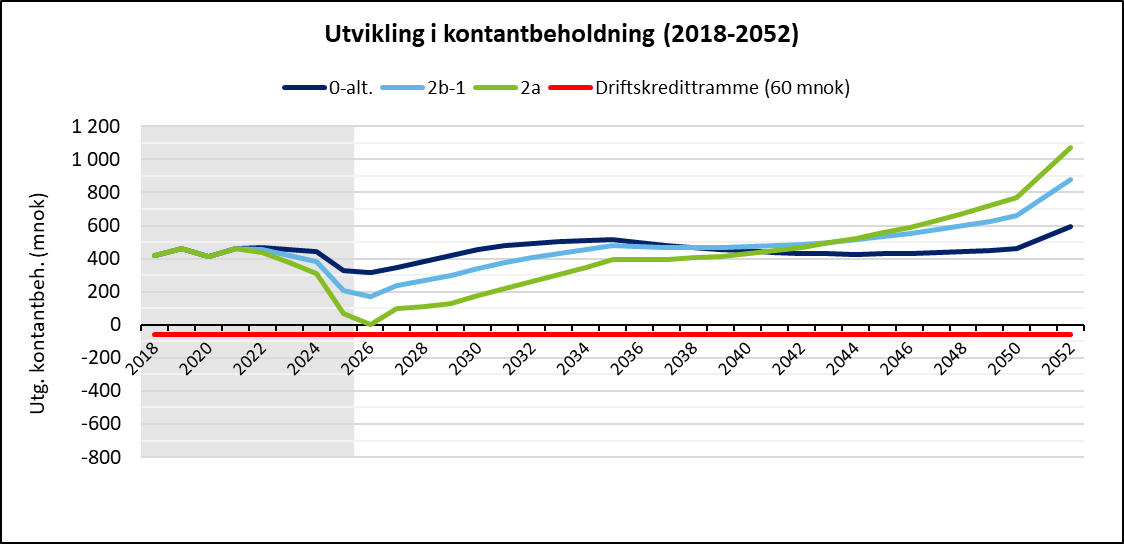 Utvikling i kontantbeholdning (2018-2052)
0-alt. 2b-1 2a Driftskredittramme (60 mnok)
Utg. kontantbeh. (mnok)
1 200
1 000
800
600
400
200
0
-200
-400
-600
-800
2018 2020 2022 2024 2026 2028 2030 2032 2034 2036 2038 2040 2042 2044 2046 2048 2050 2052